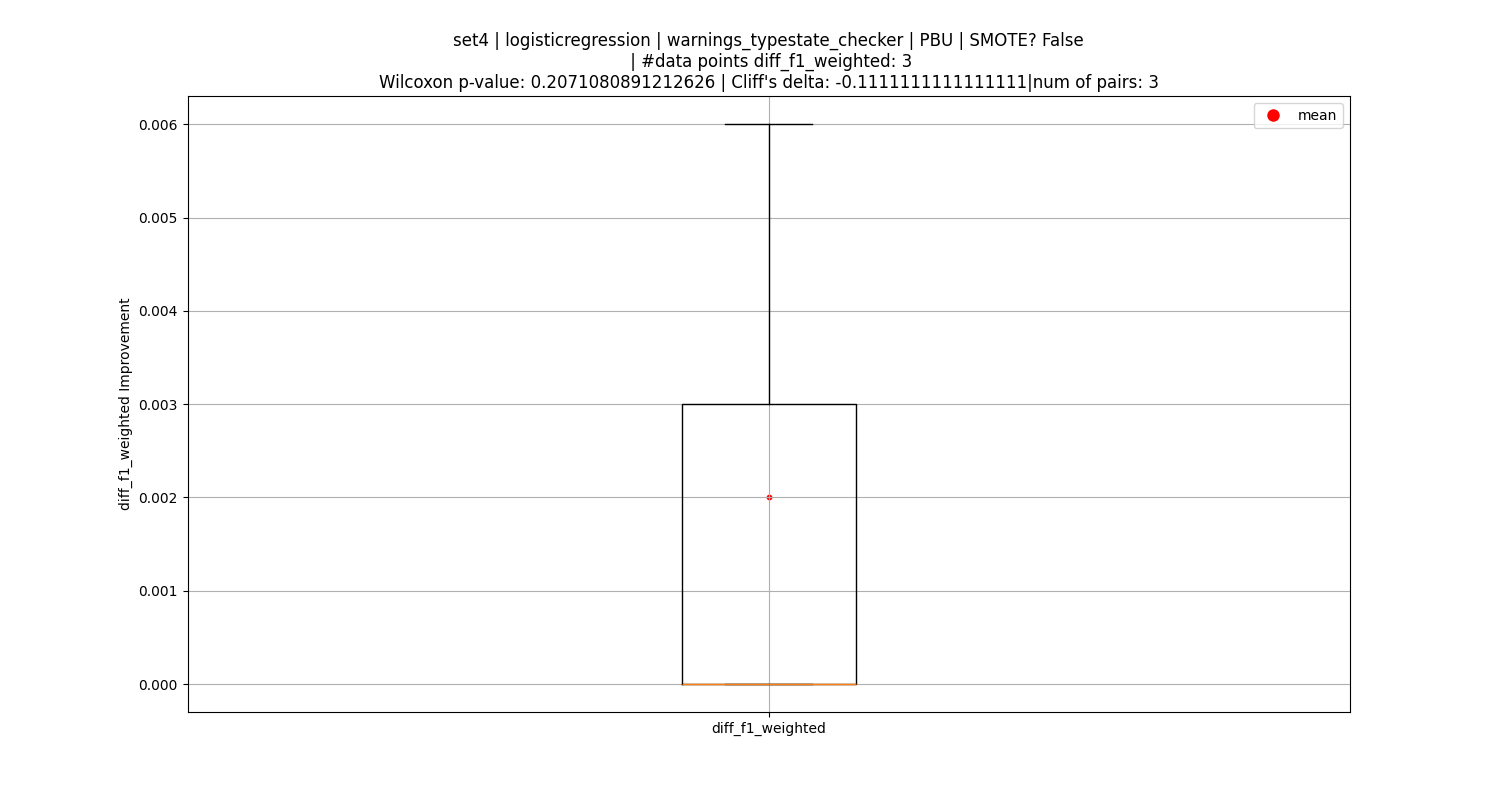 set4 | logisticregression | warnings_typestate_checker | PBU | SMOTE? False
| #data points diff_f1_weighted: 3
Wilcoxon p-value: 0.2071080891212626 | Cliff's delta: -0.1111111111111111|num of pairs: 3
mean
0.006
0.005
0.004
0.003
0.002
0.001
0.000
diff_f1_weighted Improvement
diff_f1_weighted